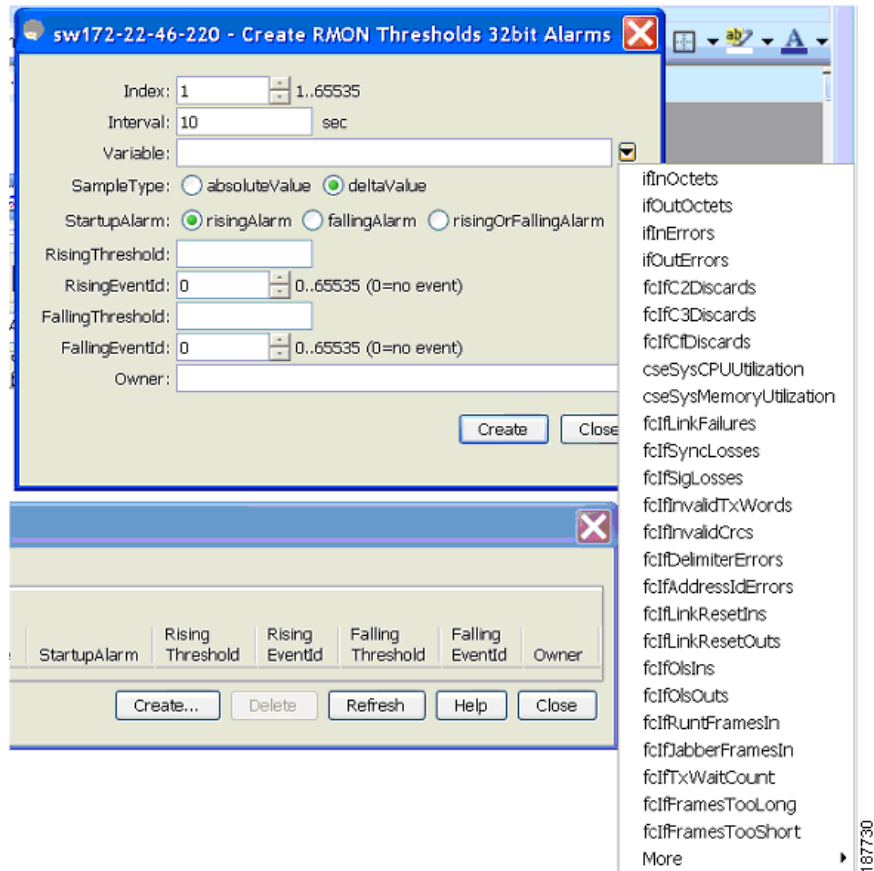 sw172-22-46-220 - Create RMON Thresholds 32bit Alarms
Index: 1 1..65535
Interval: 10 sec
Variable:
SampleType: absoluteValue deltaValue
StartupAlarm: risingAlarm fallingAlarm risingOrFallingAlarm
RisingThreshold:
RisingEventId: 0 0..65535 (0=no event)
FallingThreshold:
FallingEventId: 0 0..65535 (0=no event)
Owner:
Create Close
ifInOctets
ifOutOctets
ifInErrors
ifOutErrors
fcIfC2Discards
fcIfC3Discards
fcIfCfDiscards
cseSysCPUUtilization
cseSysMemoryUtilization
fcIfLinkFailures
fcIfSyncLosses
fcIfSigLosses
fcIfInvalidTxWords
fcIfInvalidCrcs
fcIfDelimiterErrors
fcIfAddressIdErrors
fcIfLinkResetIns
fcIfLinkResetOuts
fcIfOlsIns
fcIfOlsOuts
fcIfRuntFramesIn
fcIfJabberFramesIn
fcIfTxWaitCount
fcIfFramesTooLong
fcIfFramesTooShort
More
Rising Rising Falling Falling
StartupAlarm Threshold EventId Threshold EventId Owner
Create... Delete Refresh Help Close
187730